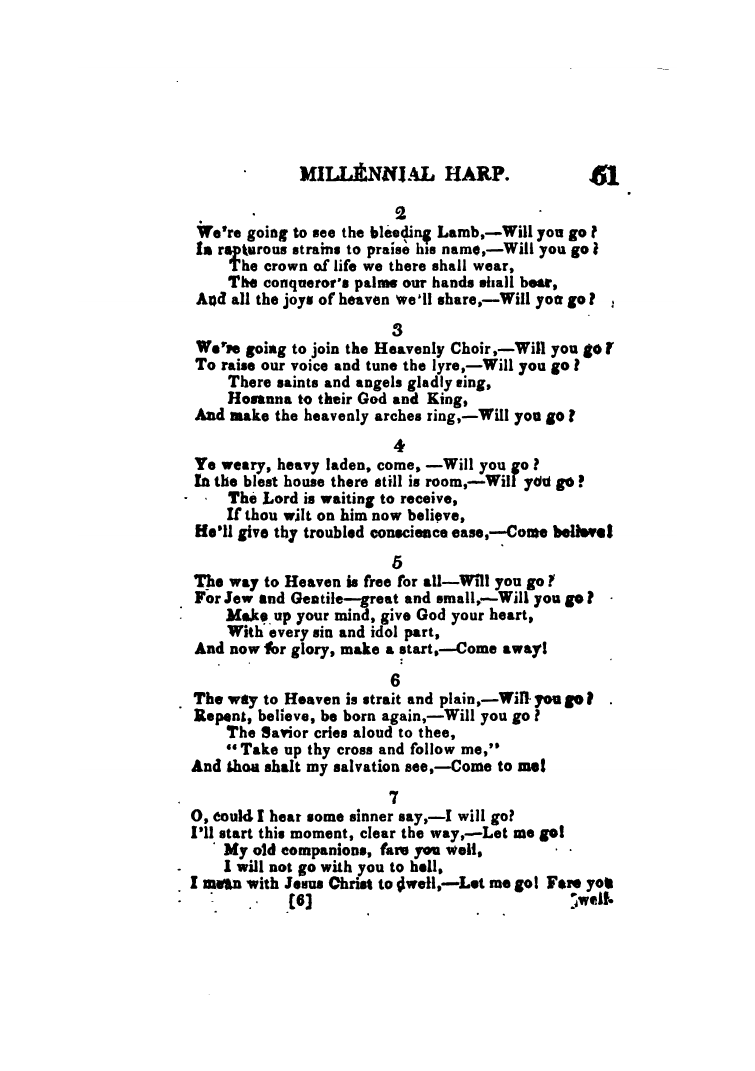 MILLENNIAL HARP. 61
2
We're going to see the bleeding Lamb,—Will you go?
In rapturous strains to praise his name,—Will you go?
The crown of life we there shall wear,
The conqueror's palms our hands shall bear,
And all the joys of heaven we'll share,—Will you go?
3
We're going to join the Heavenly Choir,—Will you go?
To raise our voice and tune the lyre,—Will you go?
There saints and angels gladly sing,
Hosanna to their God and King,
And make the heavenly arches ring,—Will you go?
4
Ye weary, heavy laden, come, —Will you go?
In the blest house there still is room,—Will you go?
The Lord is waiting to receive,
If thou wilt on him now believe,
He'll give thy troubled conscience ease,—Come believe!
5
The way to Heaven is free for all—Will you go?
For Jew and Gentile—great and small,—Will you go?
Make up your mind, give God your heart,
With every sin and idol part,
And now for glory, make a start,—Come away!
6
The way to Heaven is strait and plain,—Will you go?
Repent, believe, be born again,—Will you go?
The Savior cries aloud to thee,
"Take up thy cross and follow me,"
And thou shalt my salvation see,—Come to me!
7
O, could I hear some sinner say,—I will go?
I'll start this moment, clear the way,—Let me go!
My old companions, fare you well,
I will not go with you to hell,
I mean with Jesus Christ to dwell,—Let me go! Fare you
[6] [well.